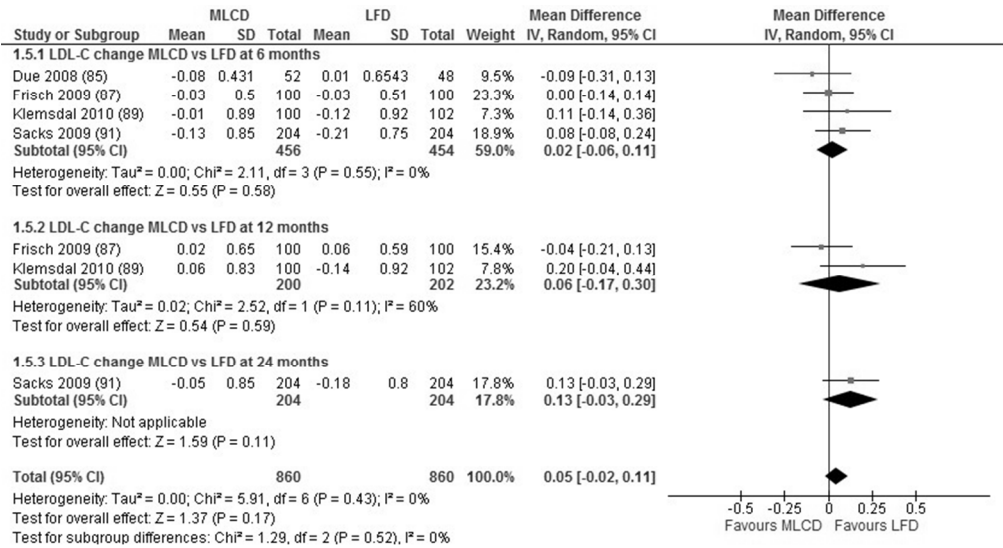 MLCD LFD Mean Difference Mean Difference
Study or Subgroup Mean SD Total Mean SD Total Weight IV, Random, 95% CI IV, Random, 95% CI
1.5.1 LDL-C change MLCD vs LFD at 6 months
Due 2008 (85) -0.08 0.431 52 0.01 0.6543 48 9.5% -0.09 [-0.31, 0.13]
Frisch 2009 (87) -0.03 0.5 100 -0.03 0.51 100 23.3% 0.00 [-0.14, 0.14]
Klemsdal 2010 (89) -0.01 0.89 100 -0.12 0.92 102 7.3% 0.11 [-0.14, 0.36]
Sacks 2009 (91) -0.13 0.85 204 -0.21 0.75 204 18.9% 0.08 [-0.08, 0.24]
Subtotal (95% CI) 456 454 59.0% 0.02 [-0.06, 0.11]
Heterogeneity: Tau² = 0.00; Chi² = 2.11, df = 3 (P = 0.55); I² = 0%
Test for overall effect: Z = 0.55 (P = 0.58)
1.5.2 LDL-C change MLCD vs LFD at 12 months
Frisch 2009 (87) 0.02 0.65 100 0.06 0.59 100 15.4% -0.04 [-0.21, 0.13]
Klemsdal 2010 (89) 0.06 0.83 100 -0.14 0.92 102 7.8% 0.20 [-0.04, 0.44]
Subtotal (95% CI) 200 202 23.2% 0.06 [-0.17, 0.30]
Heterogeneity: Tau² = 0.02; Chi² = 2.52, df = 1 (P = 0.11); I² = 60%
Test for overall effect: Z = 0.54 (P = 0.59)
1.5.3 LDL-C change MLCD vs LFD at 24 months
Sacks 2009 (91) -0.05 0.85 204 -0.18 0.8 204 17.8% 0.13 [-0.03, 0.29]
Subtotal (95% CI) 204 204 17.8% 0.13 [-0.03, 0.29]
Heterogeneity: Not applicable
Test for overall effect: Z = 1.59 (P = 0.11)
Total (95% CI) 860 860 100.0% 0.05 [-0.02, 0.11]
Heterogeneity: Tau² = 0.00; Chi² = 5.91, df = 6 (P = 0.43); I² = 0%
Test for overall effect: Z = 1.37 (P = 0.17)
Test for subgroup differences: Chi² = 1.29, df = 2 (P = 0.52), I² = 0%
-0.5 -0.25 0 0.25 0.5
Favours MLCD Favours LFD